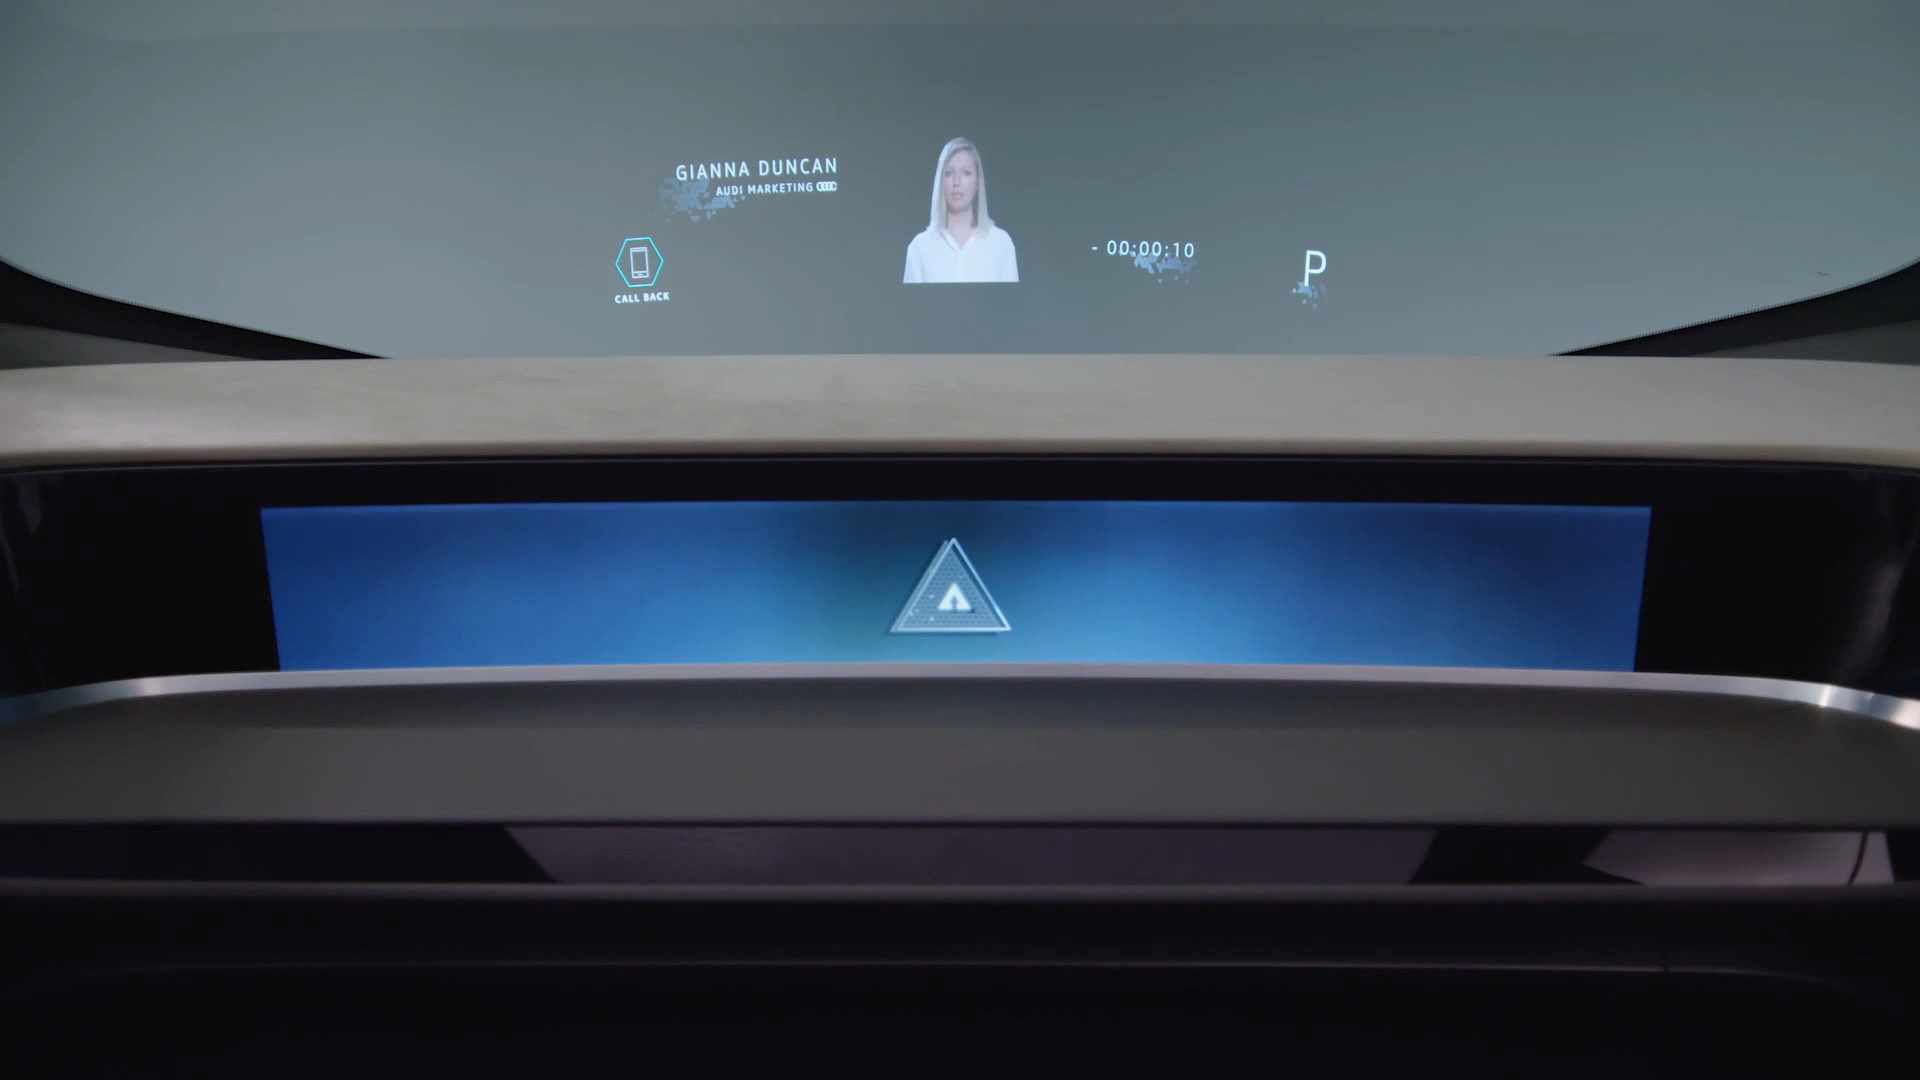 GIANNA DUNCAN
AUDI MARKETING
CALL BACK
- 00:00:10
P